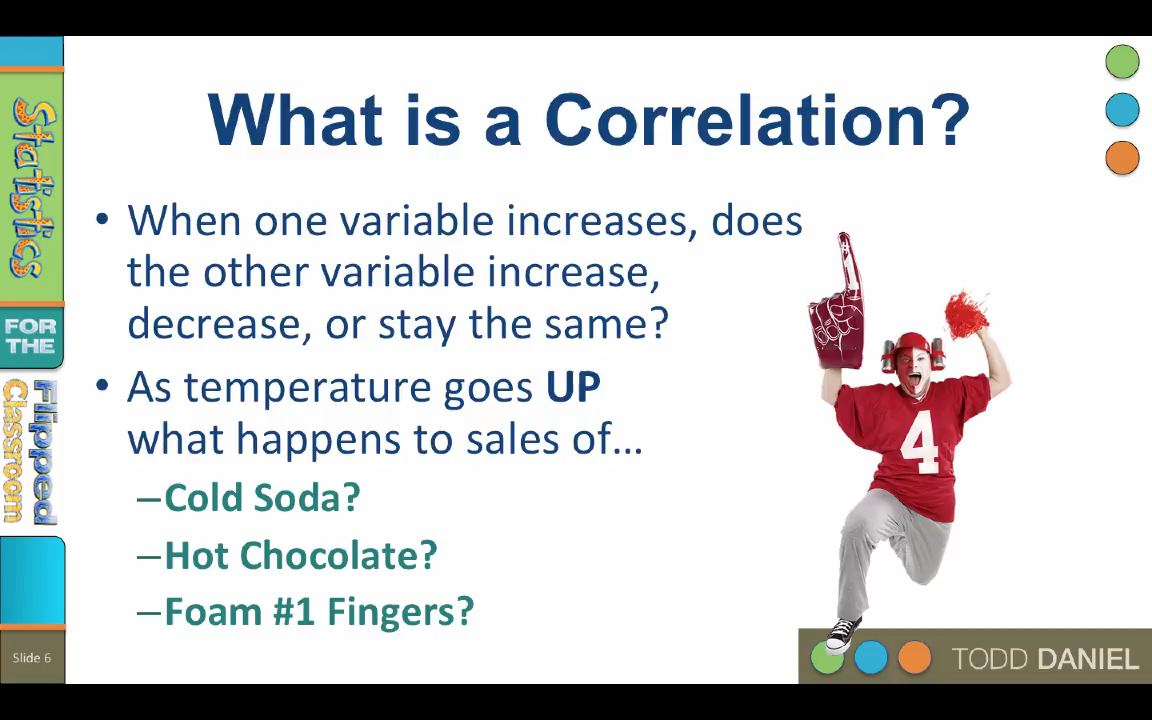 What is a Correlation?
• When one variable increases, does
the other variable increase,
decrease, or stay the same?
• As temperature goes UP
what happens to sales of...
–Cold Soda?
–Hot Chocolate?
–Foam #1 Fingers?
Statistics
FOR THE
Flipped
Classroom
Slide 6
#1
4
TODD DANIEL